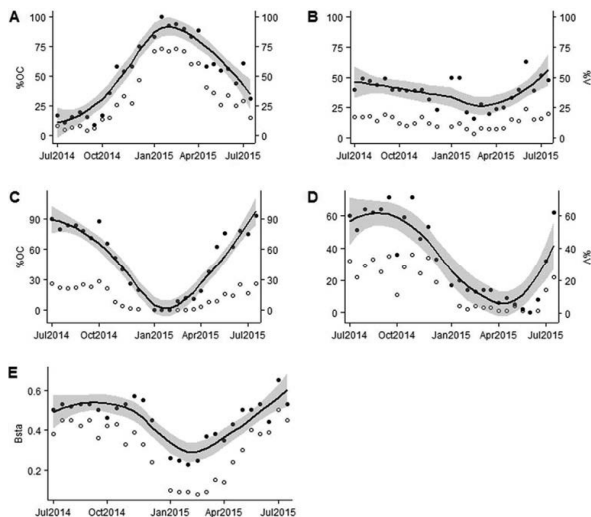 A
B
100
75
50
25
0
%OC
100
75
50
25
0
Jul2014
Oct2014
Jan2015
Apr2015
Jul2015
100
75
50
25
0
100
75
50
25
0
%V
Jul2014
Oct2014
Jan2015
Apr2015
Jul2015
C
D
90
60
30
0
%OC
90
60
30
0
Jul2014
Oct2014
Jan2015
Apr2015
Jul2015
60
40
20
0
60
40
20
0
%V
Jul2014
Oct2014
Jan2015
Apr2015
Jul2015
E
0.6
0.4
0.2
Bsta
Jul2014
Oct2014
Jan2015
Apr2015
Jul2015